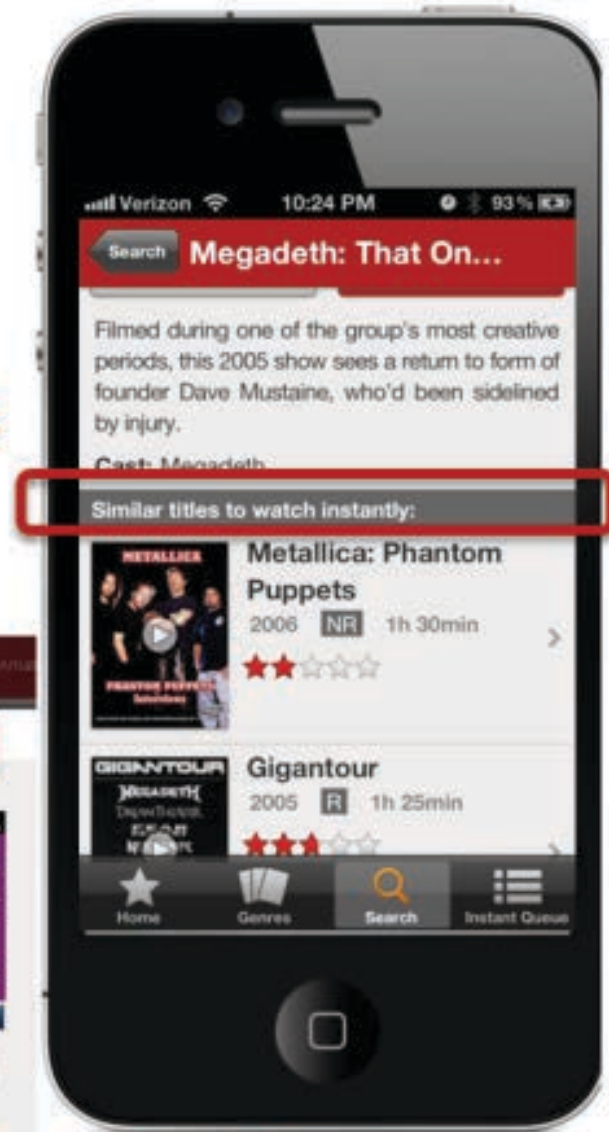 Verizon 10:24 PM 93%
Search Megadeth: That On...
Filmed during one of the group's most creative
periods, this 2005 show sees a return to form of
founder Dave Mustaine, who'd been sidelined
by injury.
Cast: Megadeth
Similar titles to watch instantly:
METALLICA
PHANTOM PUPPETS
Interviews
Metallica: Phantom
Puppets
2006 NR 1h 30min
GIGANTOUR
MEGADETH
DREAM THEATER
Gigantour
2005 R 1h 25min
Home Genres Search Instant Queue